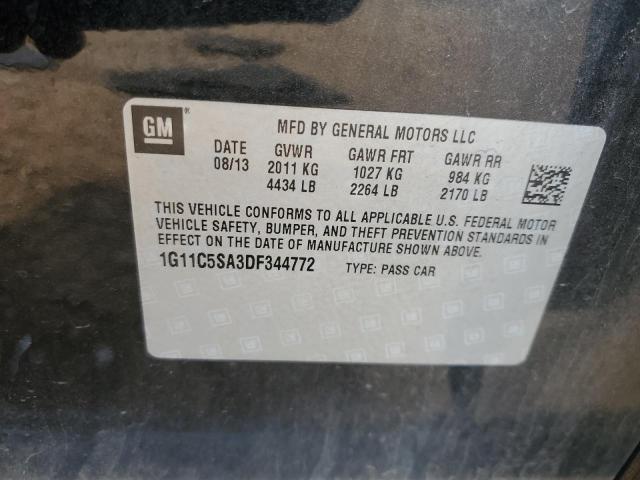 GM®
MFD BY GENERAL MOTORS LLC
DATE GVWR GAWR FRT GAWR RR
08/13 2011 KG 1027 KG 984 KG
4434 LB 2264 LB 2170 LB
THIS VEHICLE CONFORMS TO ALL APPLICABLE U.S. FEDERAL MOTOR
VEHICLE SAFETY, BUMPER, AND THEFT PREVENTION STANDARDS IN
EFFECT ON THE DATE OF MANUFACTURE SHOWN ABOVE.
1G11C5SA3DF344772 TYPE: PASS CAR